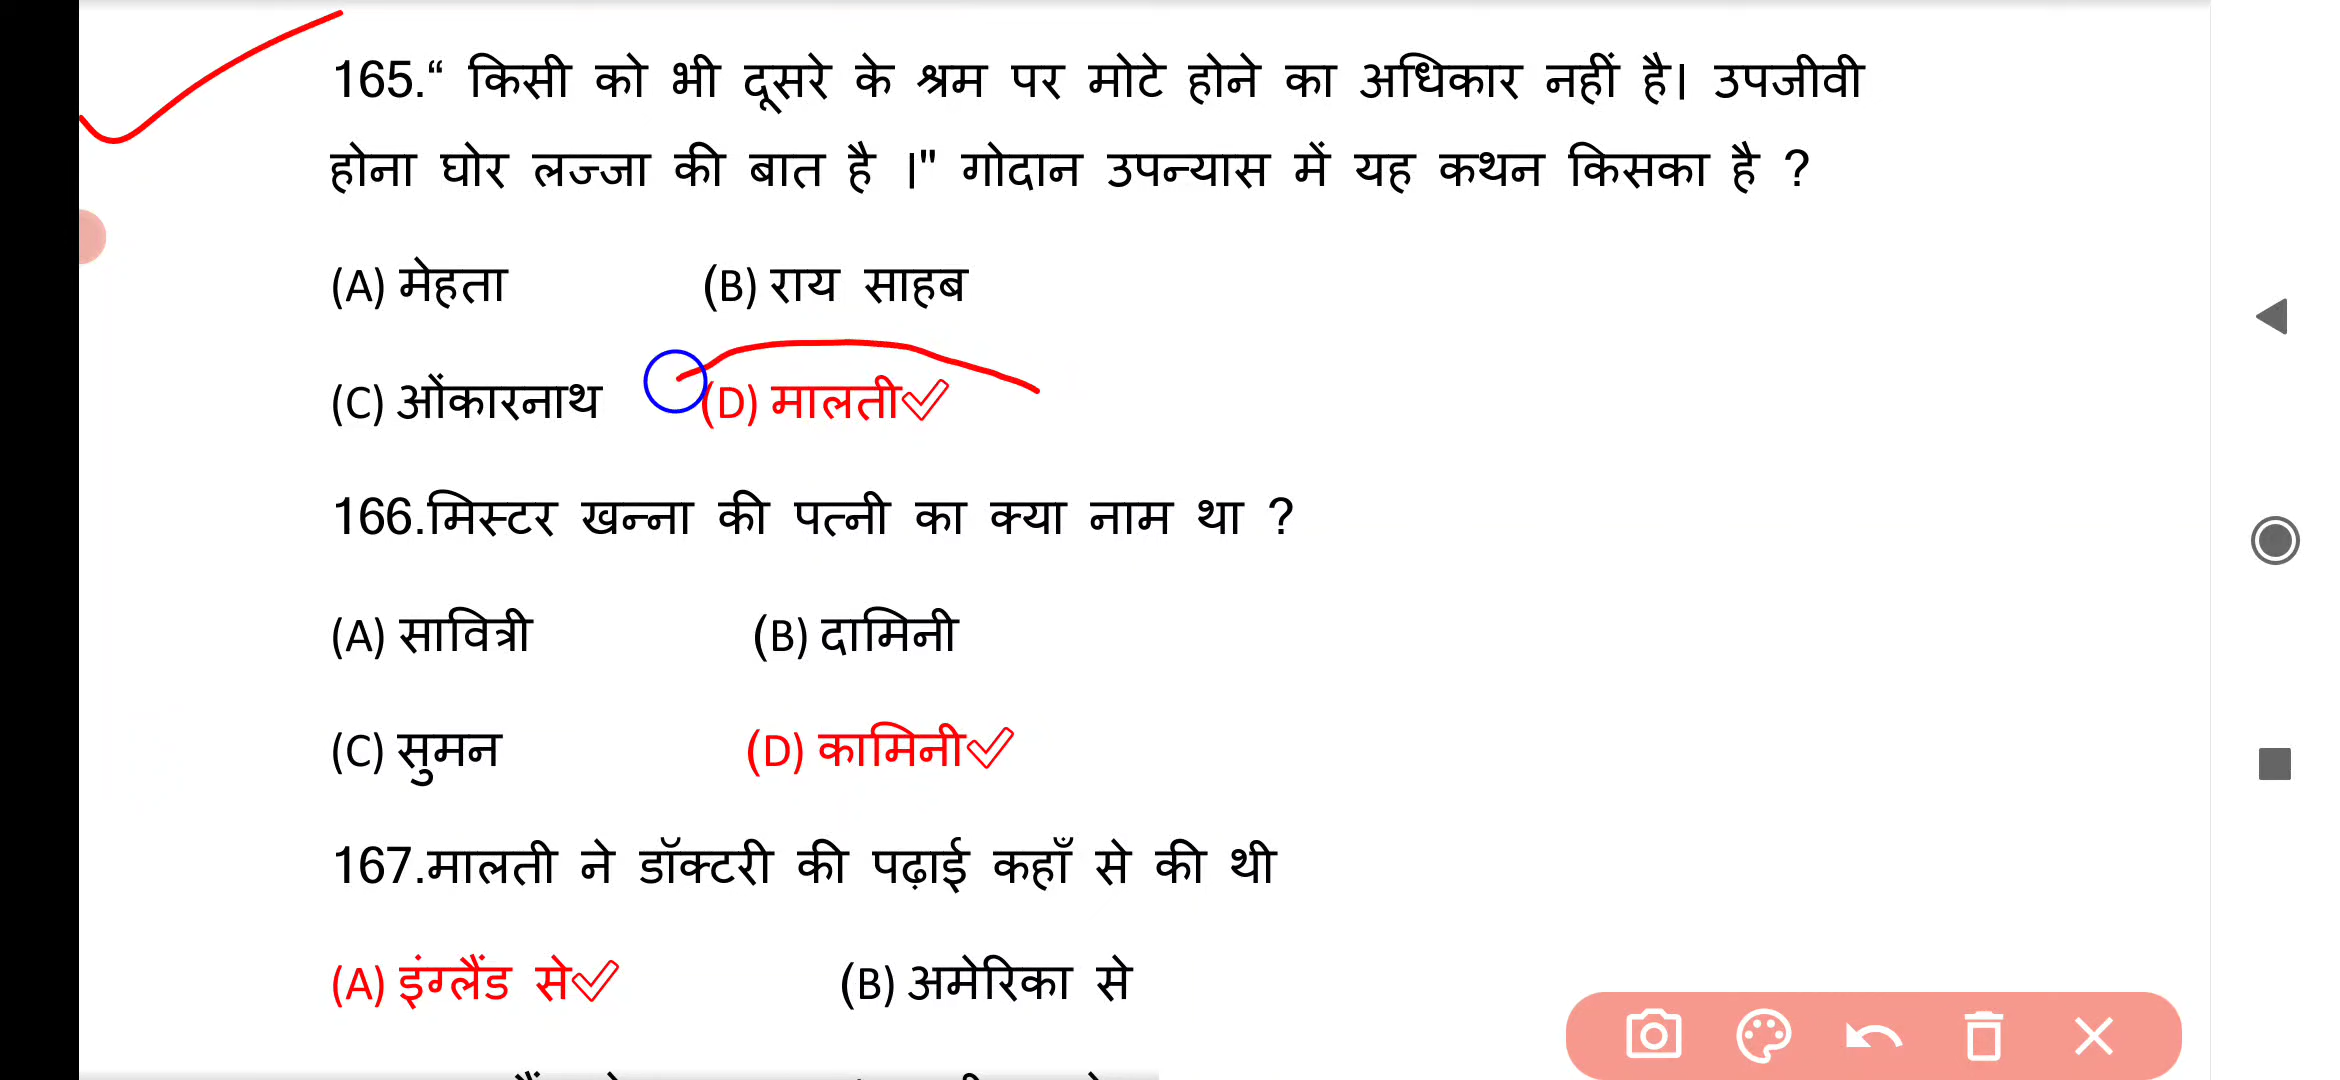 165.“ किसी को भी दूसरे के श्रम पर मोटे होने का अधिकार नहीं है। उपजीवी
होना घोर लज्जा की बात है ।" गोदान उपन्यास में यह कथन किसका है ?
(A) मेहता (B) राय साहब
(C) ओंकारनाथ (D) मालती✓
166.मिस्टर खन्ना की पत्नी का क्या नाम था ?
(A) सावित्री (B) दामिनी
(C) सुमन (D) कामिनी✓
167.मालती ने डॉक्टरी की पढ़ाई कहाँ से की थी
(A) इंग्लैंड से✓ (B) अमेरिका से